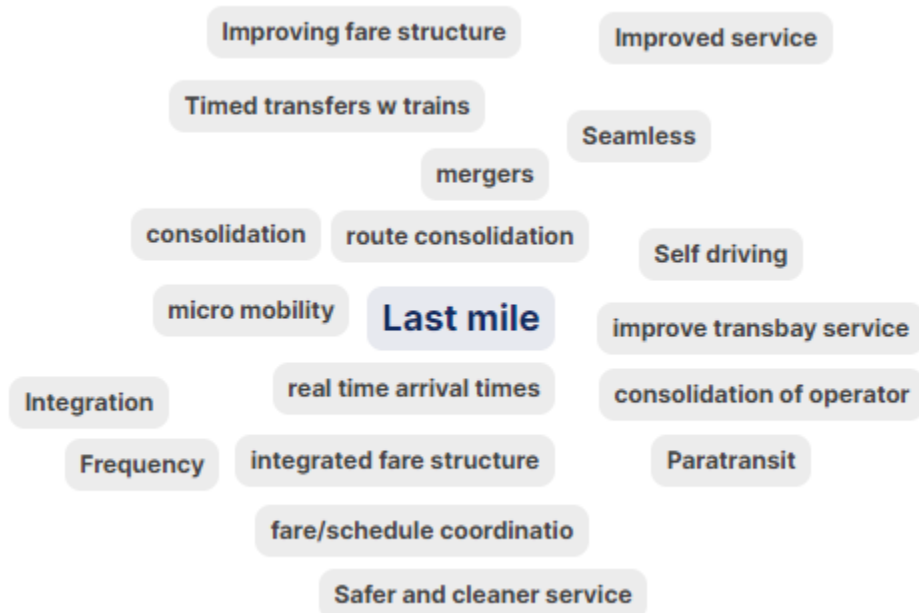 Improving fare structure
Improved service
Timed transfers w trains
Seamless
mergers
consolidation
route consolidation
Self driving
micro mobility
Last mile
improve transbay service
real time arrival times
consolidation of operator
Integration
Frequency
integrated fare structure
Paratransit
fare/schedule coordinatio
Safer and cleaner service